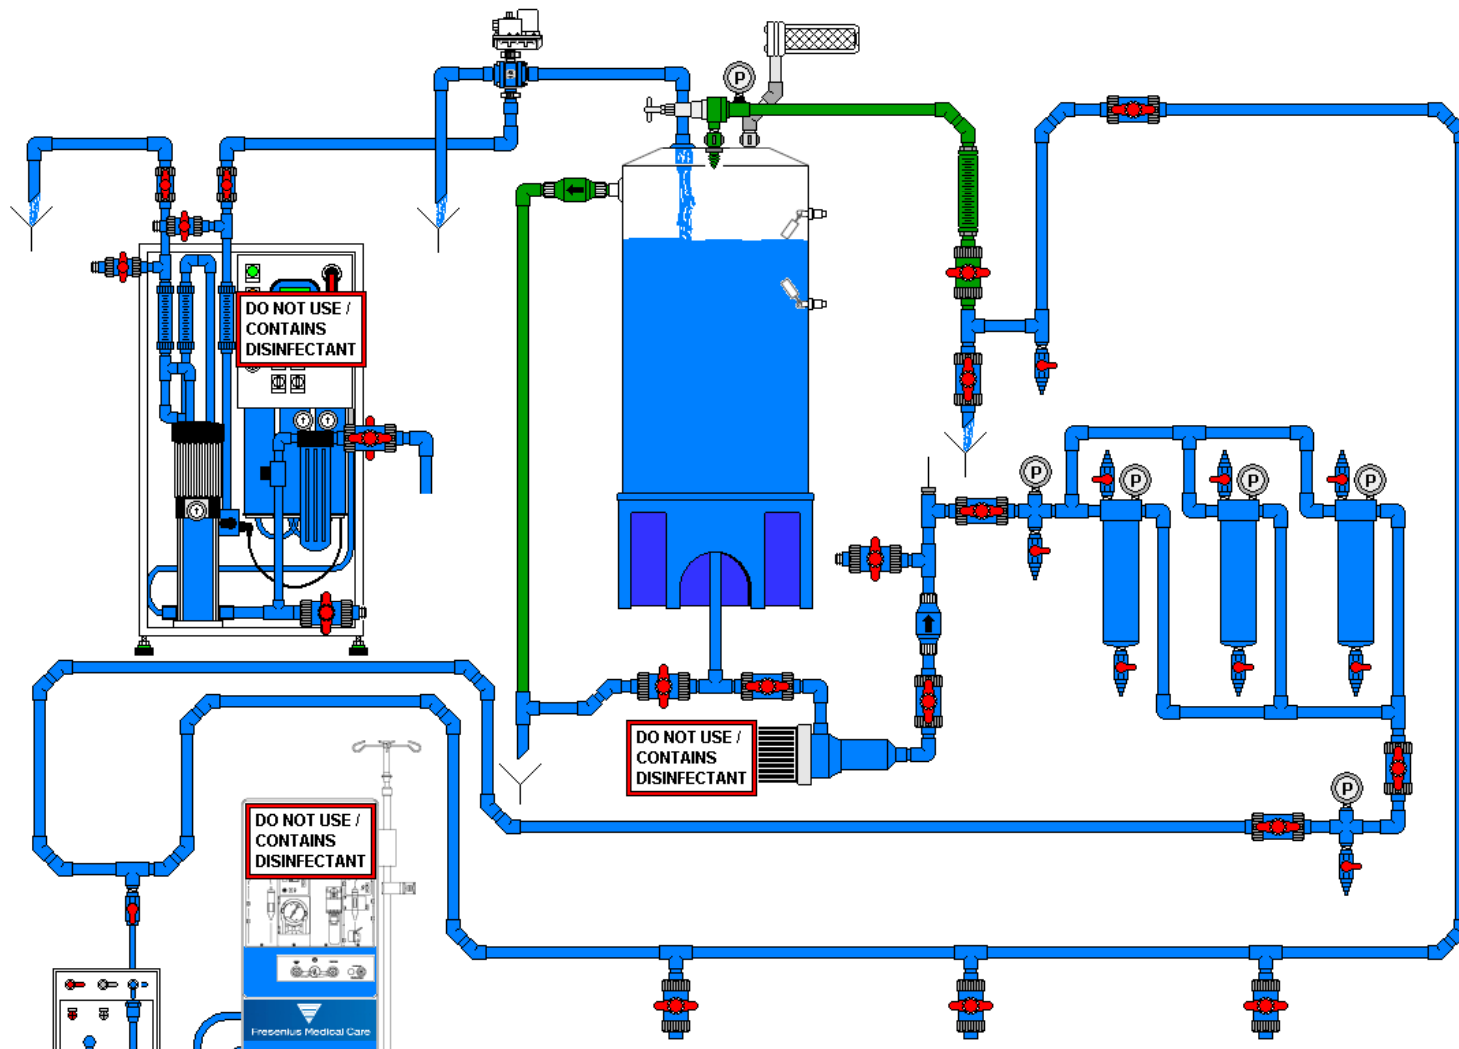 P
DO NOT USE /
CONTAINS
DISINFECTANT
P
P
P
P
DO NOT USE /
CONTAINS
DISINFECTANT
P
DO NOT USE /
CONTAINS
DISINFECTANT
Fresenius Medical Care